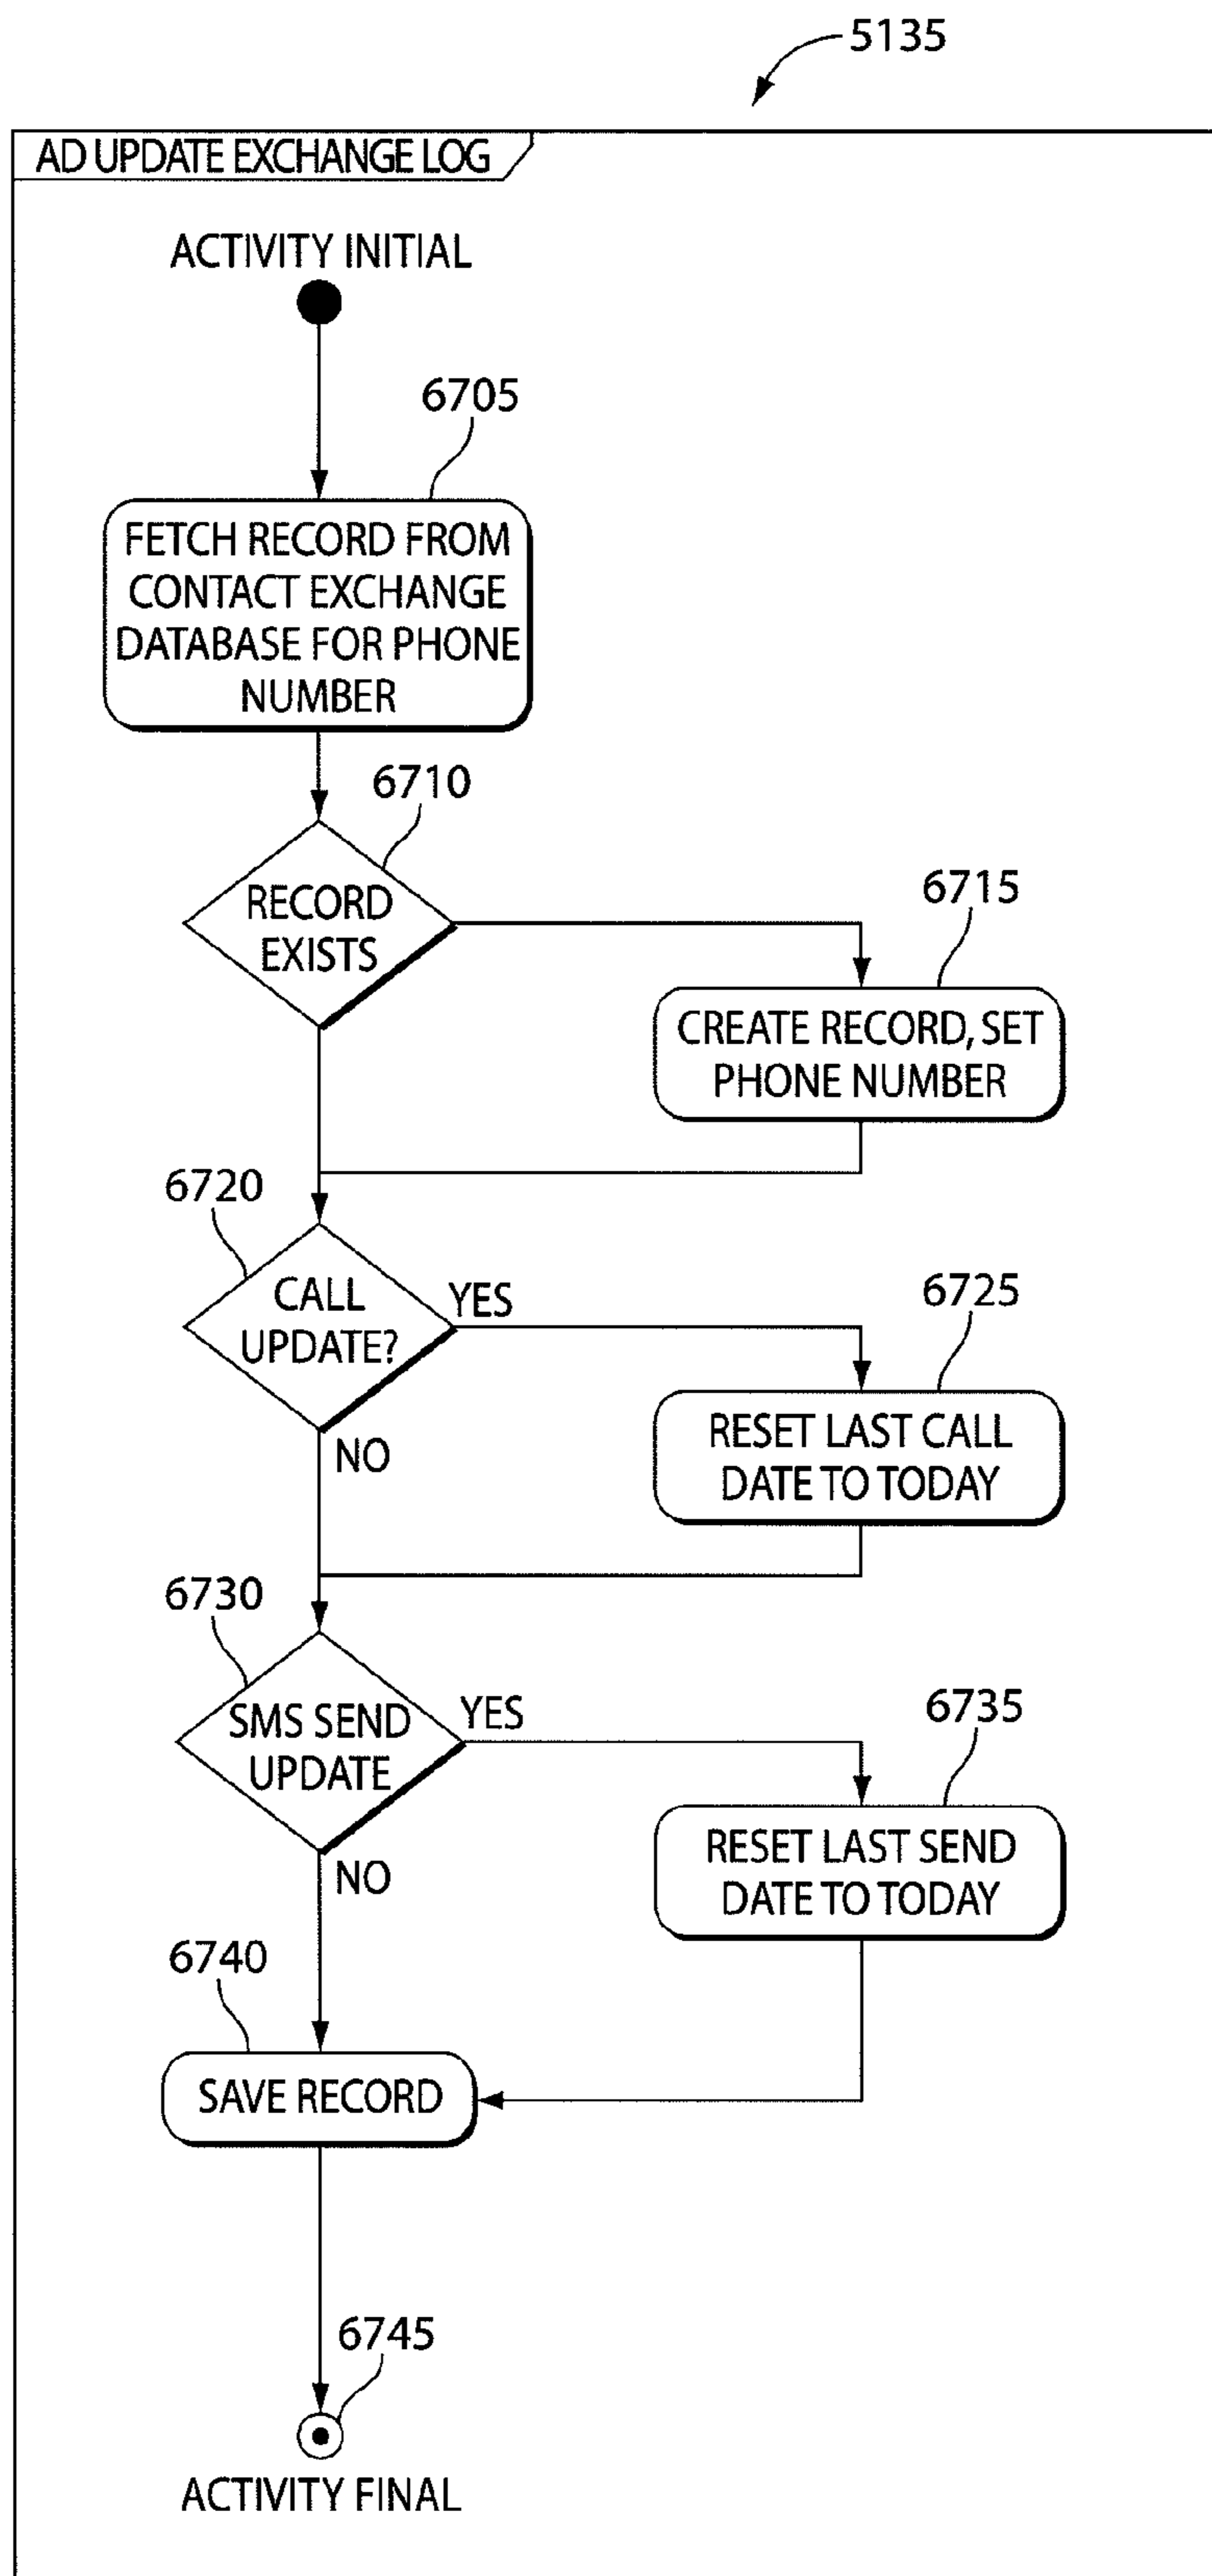 5135
AD UPDATE EXCHANGE LOG
ACTIVITY INITIAL
6705
FETCH RECORD FROM
CONTACT EXCHANGE
DATABASE FOR PHONE
NUMBER
6710
RECORD
EXISTS
6715
CREATE RECORD, SET
PHONE NUMBER
6720
CALL
UPDATE?
YES
NO
6725
RESET LAST CALL
DATE TO TODAY
6730
SMS SEND
UPDATE
YES
NO
6735
RESET LAST SEND
DATE TO TODAY
6740
SAVE RECORD
6745
ACTIVITY FINAL